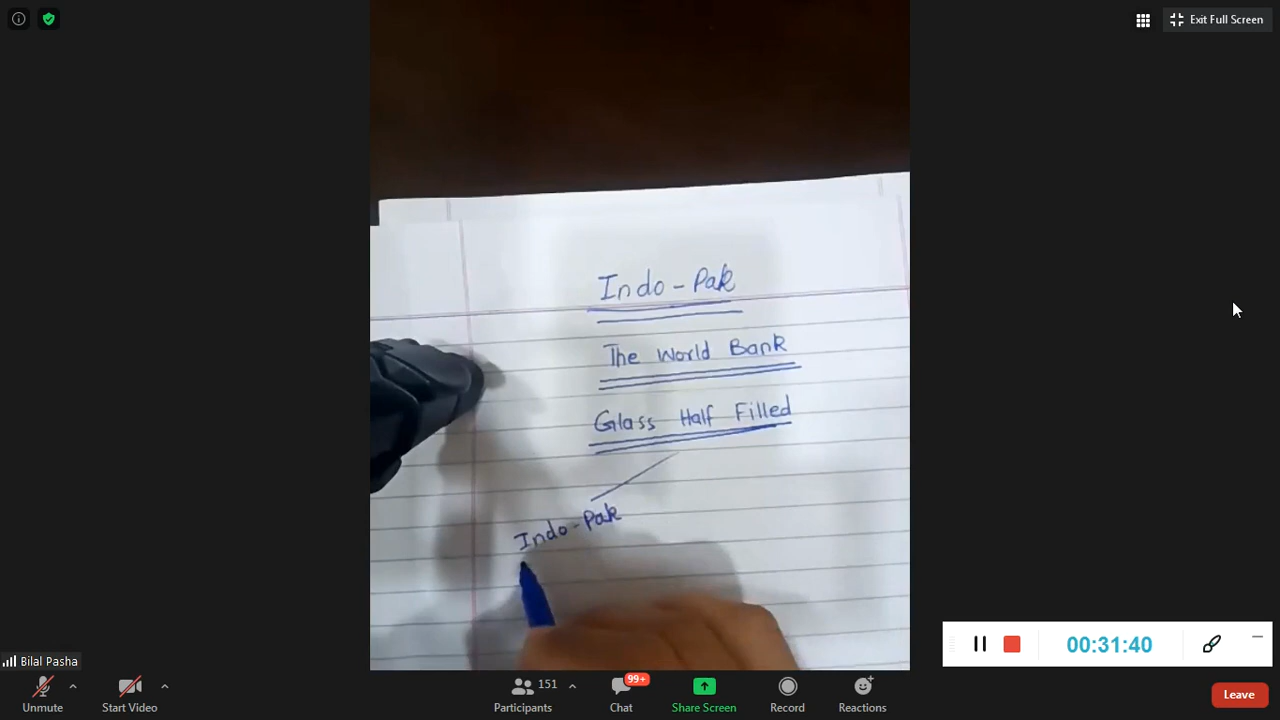 Exit Full Screen
Indo - Pak
The World Bank
Glass Half Filled
Indo - Pak
Bilal Pasha
00:31:40
Unmute
Start Video
151
Participants
99+
Chat
Share Screen
Record
Reactions
Leave